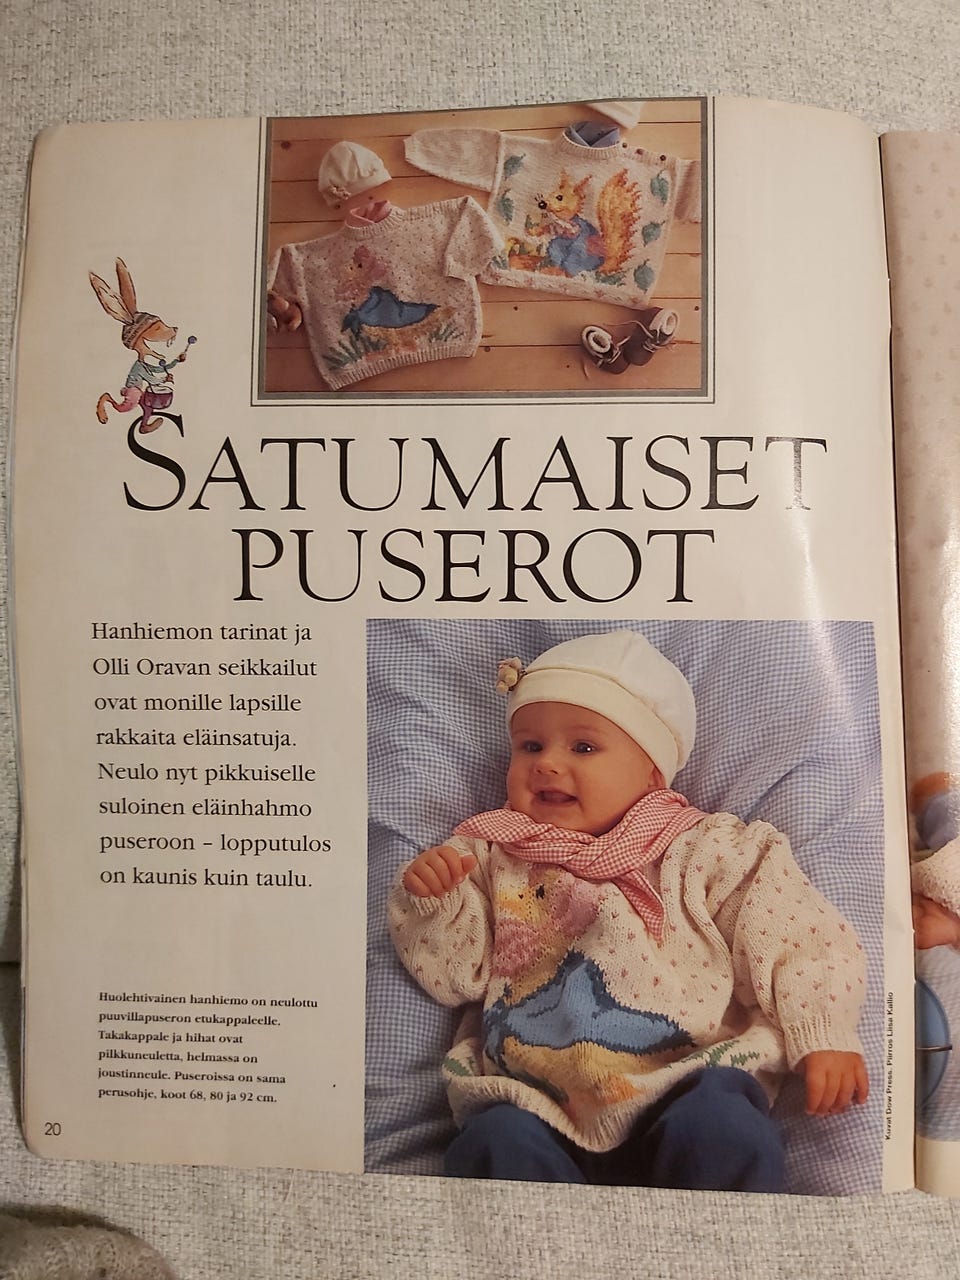 SATUMAISET
PUSEROT
Hanhiemon tarinat ja
Olli Oravan seikkailut
ovat monille lapsille
rakkaita eläinsatuja.
Neulo nyt pikkuiselle
suloinen eläinhahmo
puseroon – lopputulos
on kaunis kuin taulu.
Huolehtivainen hanhiemo on neulottu
puuvillapuseron etukappaleelle.
Takakappale ja hihat ovat
pilkkuneuletta, helmassa on
joustinneule. Puseroissa on sama
perusohje, koot 68, 80 ja 92 cm.
Kuvat Dow Press. Piirros Liisa Kallio
20